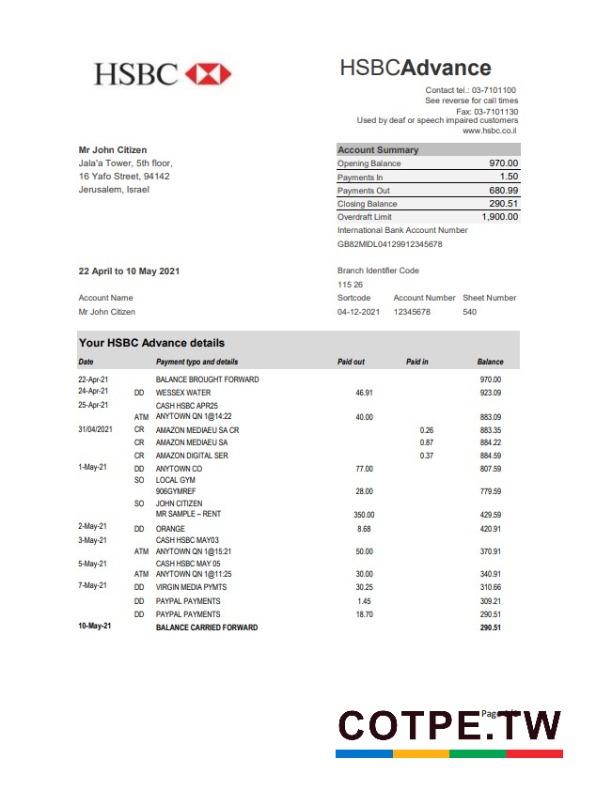 HSBC
HSBCAdvance
Contact tel.: 03-7101100
See reverse for call times
Fax: 03-7101130
Used by deaf or speech impaired customers
www.hsbc.co.il
Mr John Citizen
Jala'a Tower, 5th floor,
16 Yafo Street, 94142
Jerusalem, Israel
Account Summary
Opening Balance 970.00
Payments In 1.50
Payments Out 680.99
Closing Balance 290.51
Overdraft Limit 1,900.00
International Bank Account Number
GB82MIDL04129912345678
22 April to 10 May 2021
Branch Identifier Code
115 26
Account Name Sortcode Account Number Sheet Number
Mr John Citizen 04-12-2021 12345678 540
Your HSBC Advance details
Date Payment typo and details Paid out Paid in Balance
22-Apr-21 BALANCE BROUGHT FORWARD 970.00
24-Apr-21 DD WESSEX WATER 46.91 923.09
25-Apr-21 CASH HSBC APR25
ATM ANYTOWN QN 1@14:22 40.00 883.09
31/04/2021 CR AMAZON MEDIAEU SA CR 0.26 883.35
CR AMAZON MEDIAEU SA 0.87 884.22
CR AMAZON DIGITAL SER 0.37 884.59
1-May-21 DD ANYTOWN CO 77.00 807.59
SO LOCAL GYM
906GYMREF 28.00 779.59
SO JOHN CITIZEN
MR SAMPLE – RENT 350.00 429.59
2-May-21 DD ORANGE 8.68 420.91
3-May-21 CASH HSBC MAY03
ATM ANYTOWN QN 1@15:21 50.00 370.91
5-May-21 CASH HSBC MAY 05
ATM ANYTOWN QN 1@11:25 30.00 340.91
7-May-21 DD VIRGIN MEDIA PYMTS 30.25 310.66
DD PAYPAL PAYMENTS 1.45 309.21
DD PAYPAL PAYMENTS 18.70 290.51
10-May-21 BALANCE CARRIED FORWARD 290.51
Page
COTPE.TW